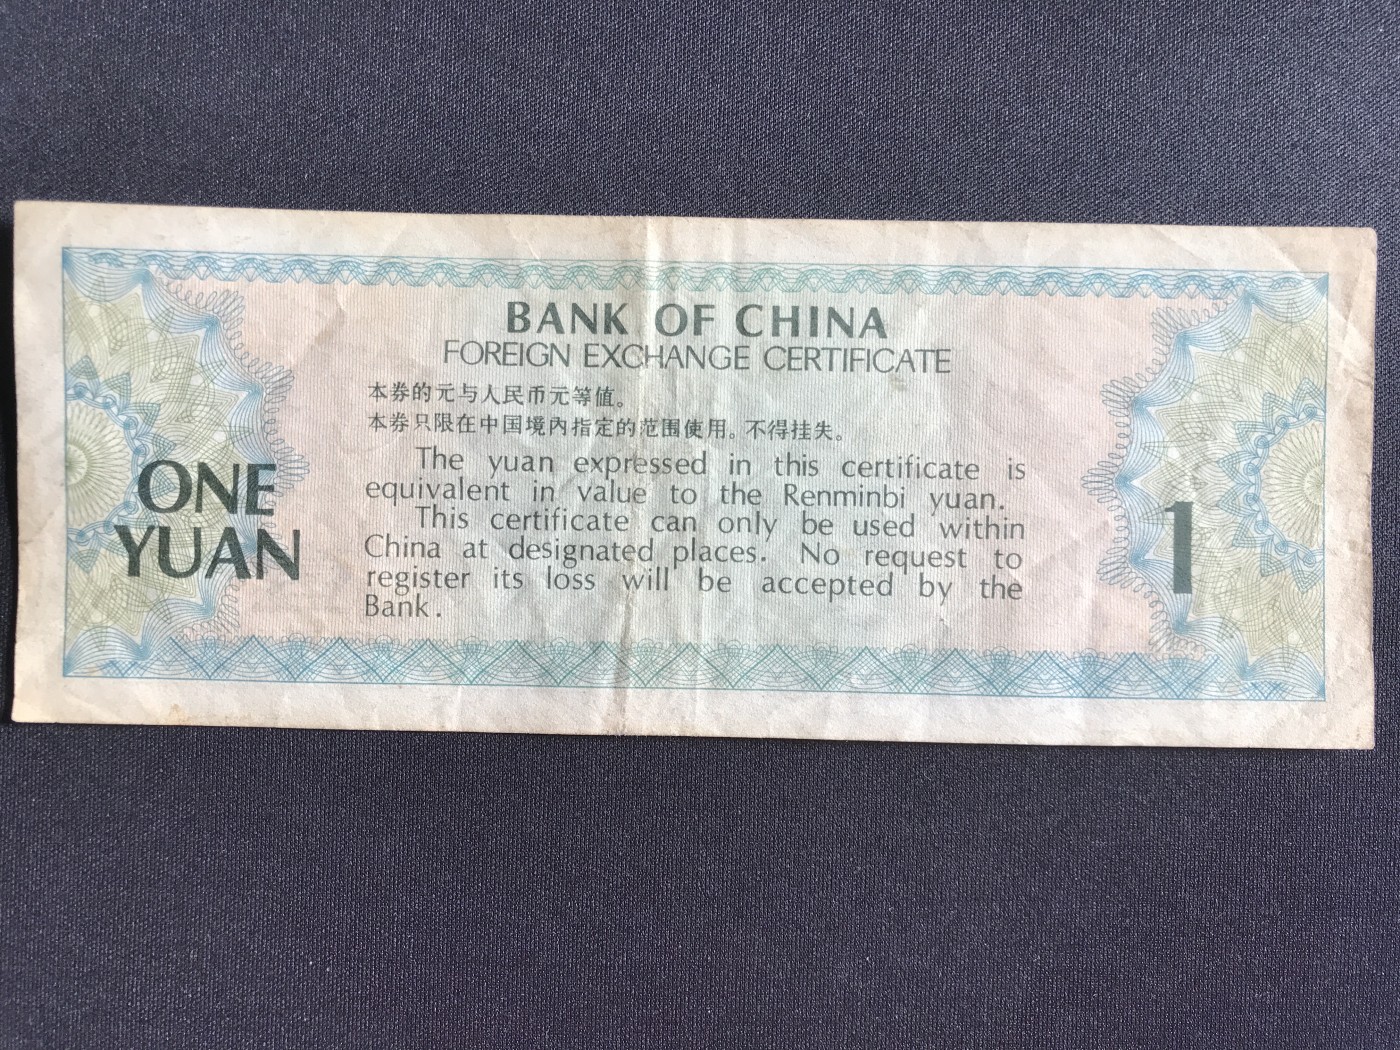 BANK OF CHINA
FOREIGN EXCHANGE CERTIFICATE
本券的元与人民币元等值。
本券只限在中国境内指定的范围使用。不得挂失。
The yuan expressed in this certificate is
equivalent in value to the Renminbi yuan.
This certificate can only be used within
China at designated places. No request to
register its loss will be accepted by the
Bank.
ONE
YUAN
1